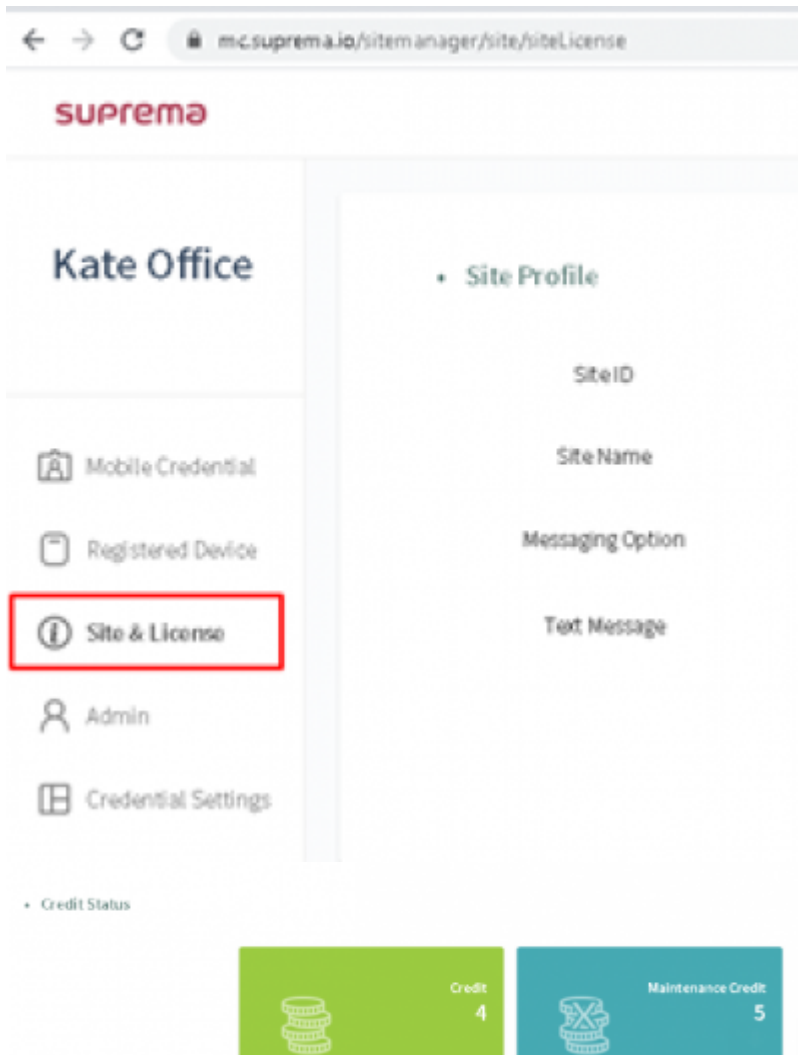 mc.suprema.io/sitemanager/site/siteLicense
suprema
Kate Office
• Site Profile
Site ID
Site Name
Messaging Option
Text Message
Mobile Credential
Registered Device
Site & License
Admin
Credential Settings
• Credit Status
Credit
4
Maintenance Credit
5